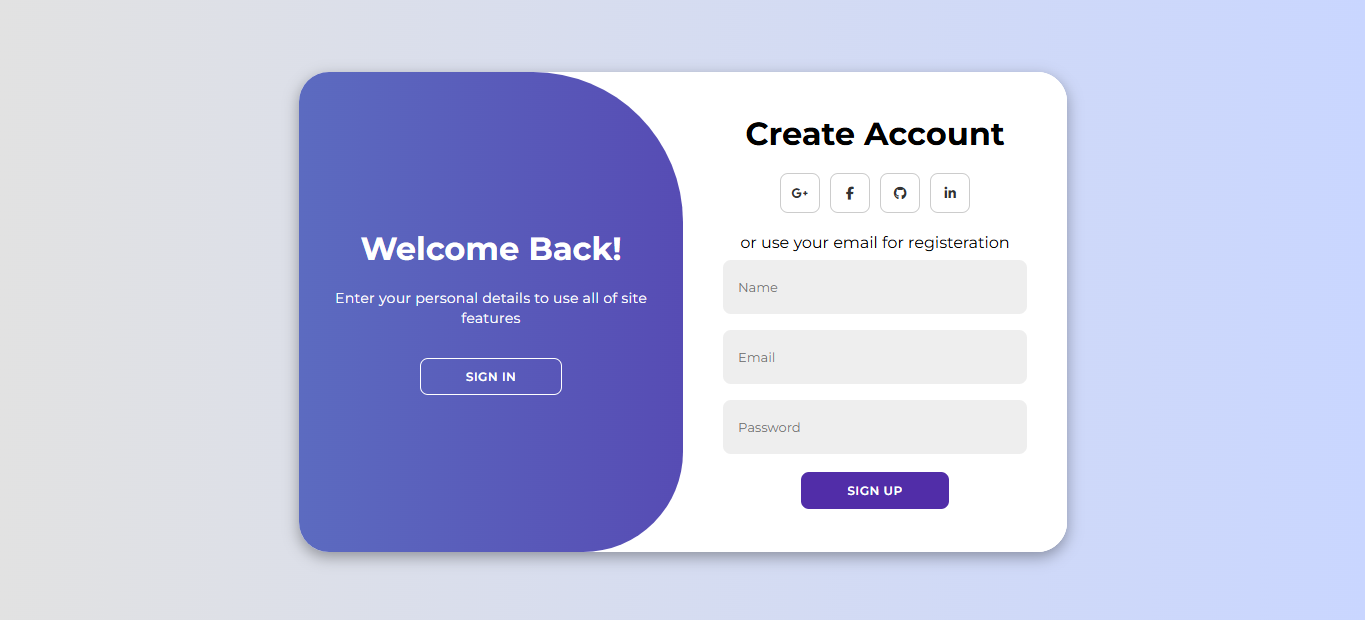 Welcome Back!
Enter your personal details to use all of site
features
SIGN IN
Create Account
G+ f in
or use your email for registeration
Name
Email
Password
SIGN UP